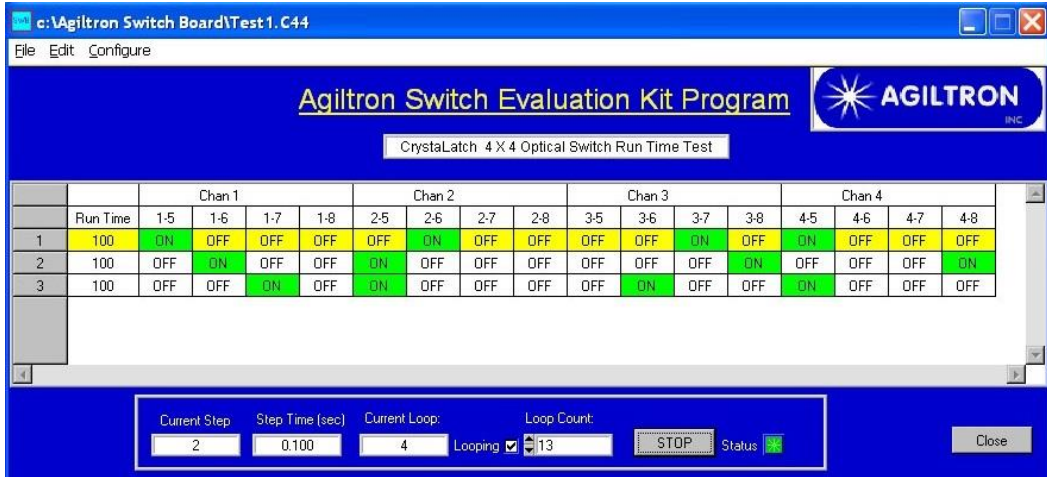 c:\Agiltron Switch Board\Test1.C44
File Edit Configure
Agiltron Switch Evaluation Kit Program
AGILTRON
INC
CrystaLatch 4 X 4 Optical Switch Run Time Test
Chan 1 Chan 2 Chan 3 Chan 4
Run Time 1-5 1-6 1-7 1-8 2-5 2-6 2-7 2-8 3-5 3-6 3-7 3-8 4-5 4-6 4-7 4-8
1 100 ON OFF OFF OFF OFF ON OFF OFF OFF OFF ON OFF ON OFF OFF OFF
2 100 OFF ON OFF OFF ON OFF OFF OFF OFF OFF OFF ON OFF OFF OFF ON
3 100 OFF OFF ON OFF ON OFF OFF OFF OFF ON OFF OFF ON OFF OFF OFF
Current Step Step Time (sec) Current Loop: Loop Count:
2 0.100 4 Looping 13 STOP Status Close